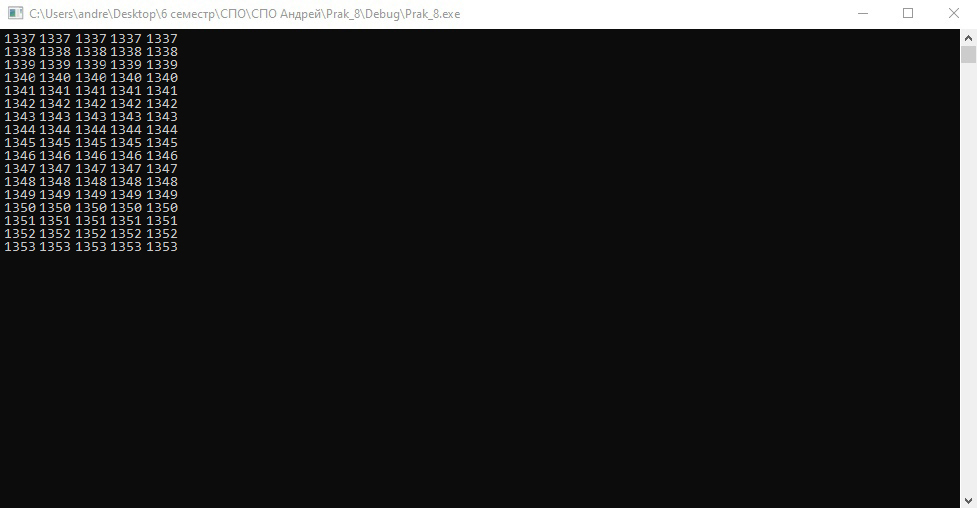 C:\Users\andre\Desktop\6 семестр\СПО\СПО Андрей\Prak_8\Debug\Prak_8.exe
1337 1337 1337 1337 1337
1338 1338 1338 1338 1338
1339 1339 1339 1339 1339
1340 1340 1340 1340 1340
1341 1341 1341 1341 1341
1342 1342 1342 1342 1342
1343 1343 1343 1343 1343
1344 1344 1344 1344 1344
1345 1345 1345 1345 1345
1346 1346 1346 1346 1346
1347 1347 1347 1347 1347
1348 1348 1348 1348 1348
1349 1349 1349 1349 1349
1350 1350 1350 1350 1350
1351 1351 1351 1351 1351
1352 1352 1352 1352 1352
1353 1353 1353 1353 1353